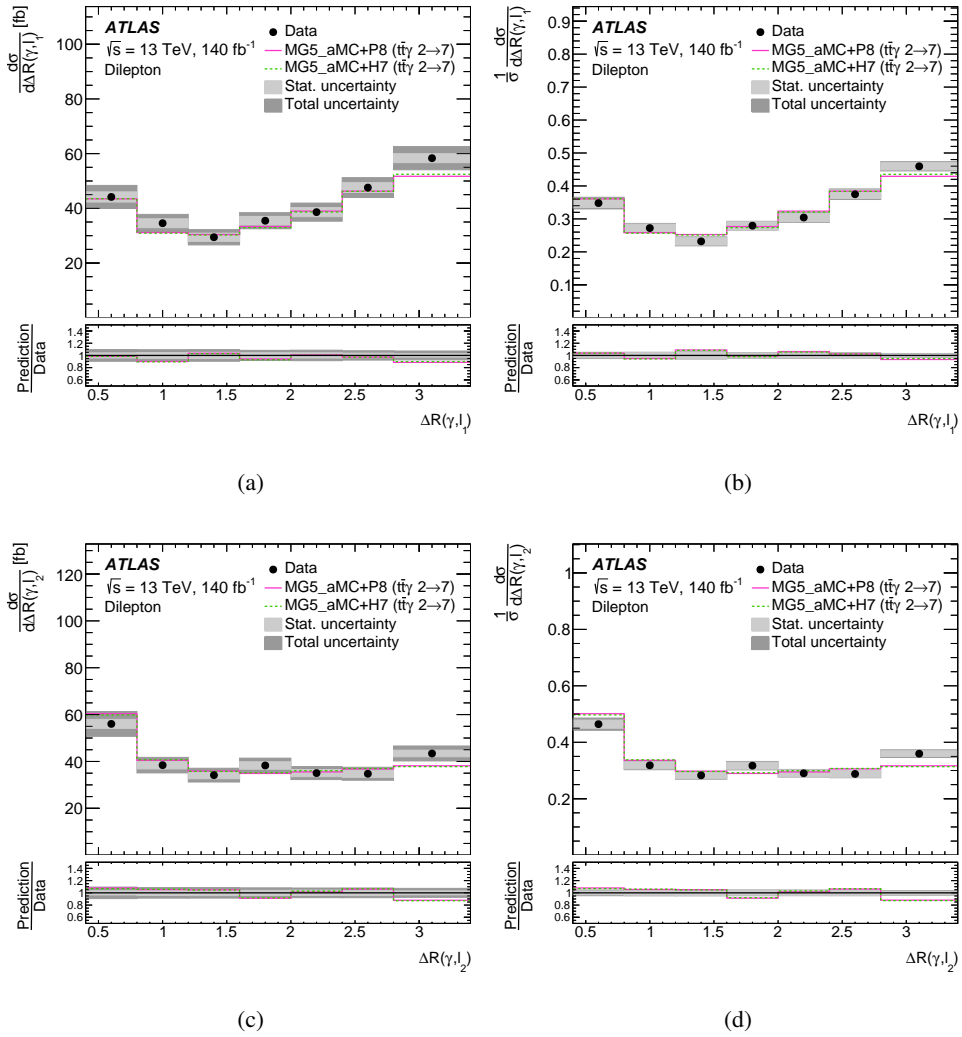 dσ/dΔR(γ,l₁) [fb]
ATLAS
√s = 13 TeV, 140 fb⁻¹
Dilepton
Data
MG5_aMC+P8 (tt̄γ 2→7)
MG5_aMC+H7 (tt̄γ 2→7)
Stat. uncertainty
Total uncertainty
100
80
60
40
20
Prediction/Data
1.4
1.2
1
0.8
0.6
0.5 1 1.5 2 2.5 3
ΔR(γ,l₁)
(a)
1/σ dσ/dΔR(γ,l₁)
ATLAS
√s = 13 TeV, 140 fb⁻¹
Dilepton
Data
MG5_aMC+P8 (tt̄γ 2→7)
MG5_aMC+H7 (tt̄γ 2→7)
Stat. uncertainty
Total uncertainty
0.9
0.8
0.7
0.6
0.5
0.4
0.3
0.2
0.1
0
Prediction/Data
1.4
1.2
1
0.8
0.6
0.5 1 1.5 2 2.5 3
ΔR(γ,l₁)
(b)
dσ/dΔR(γ,l₂) [fb]
ATLAS
√s = 13 TeV, 140 fb⁻¹
Dilepton
Data
MG5_aMC+P8 (tt̄γ 2→7)
MG5_aMC+H7 (tt̄γ 2→7)
Stat. uncertainty
Total uncertainty
120
100
80
60
40
20
Prediction/Data
1.4
1.2
1
0.8
0.6
0.5 1 1.5 2 2.5 3
ΔR(γ,l₂)
(c)
1/σ dσ/dΔR(γ,l₂)
ATLAS
√s = 13 TeV, 140 fb⁻¹
Dilepton
Data
MG5_aMC+P8 (tt̄γ 2→7)
MG5_aMC+H7 (tt̄γ 2→7)
Stat. uncertainty
Total uncertainty
1
0.8
0.6
0.4
0.2
Prediction/Data
1.4
1.2
1
0.8
0.6
0.5 1 1.5 2 2.5 3
ΔR(γ,l₂)
(d)